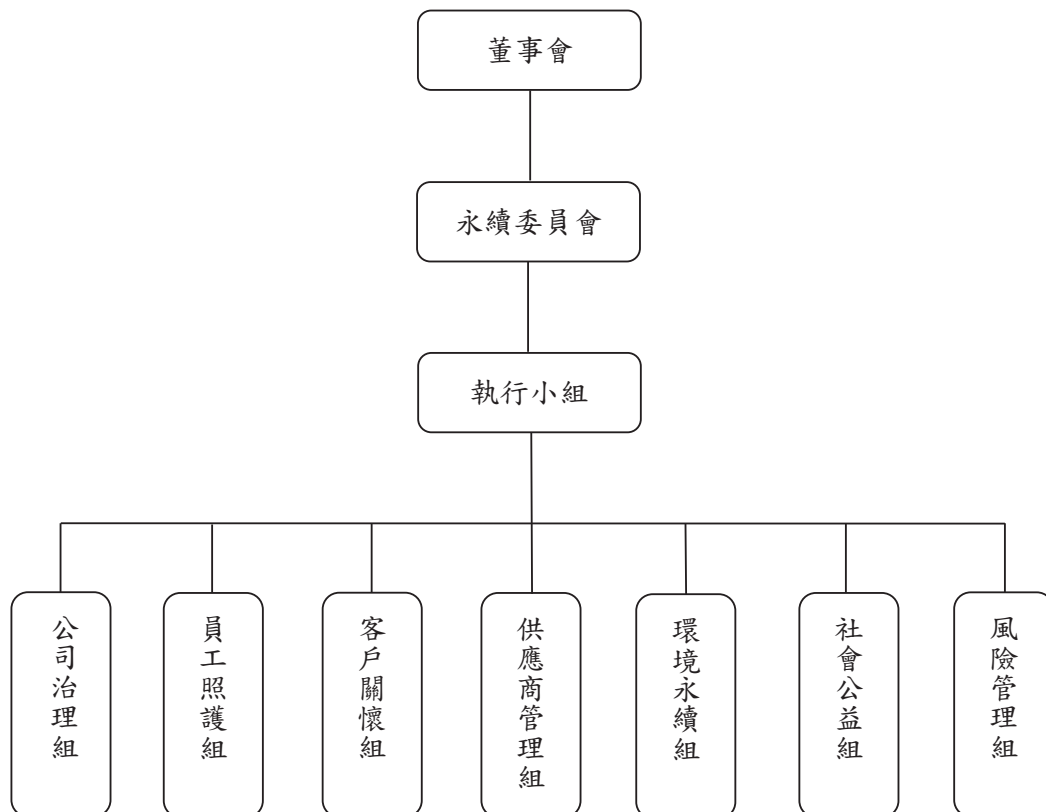 董事會
永續委員會
執行小組
公司治理組
員工照護組
客戶關懷組
供應商管理組
環境永續組
社會公益組
風險管理組